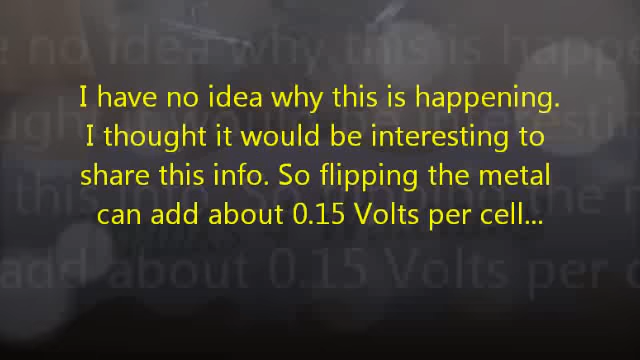 I have no idea why this is happening.
I thought it would be interesting to
share this info. So flipping the metal
can add about 0.15 Volts per cell...